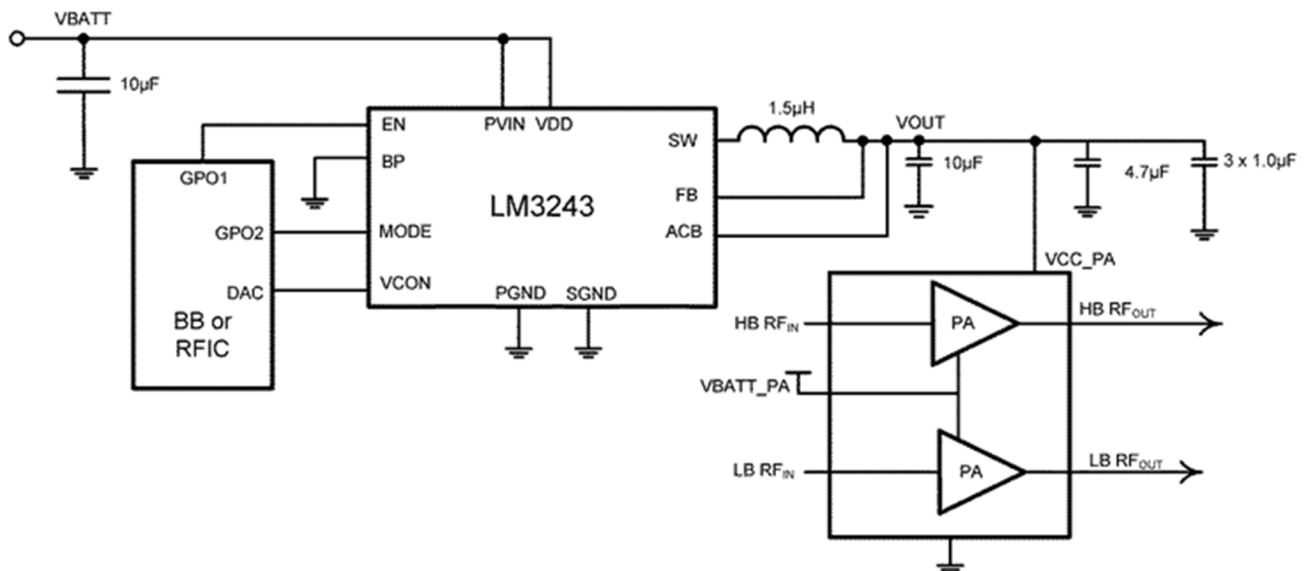 VBATT
10µF
EN
PVIN VDD
1.5µH
SW
VOUT
BP
GPO1
10µF
4.7µF
3 x 1.0µF
LM3243
FB
GPO2
MODE
ACB
DAC
VCON
PGND SGND
BB or
RFIC
VCC_PA
HB RFIN
PA
HB RFOUT
VBATT_PA
LB RFIN
PA
LB RFOUT